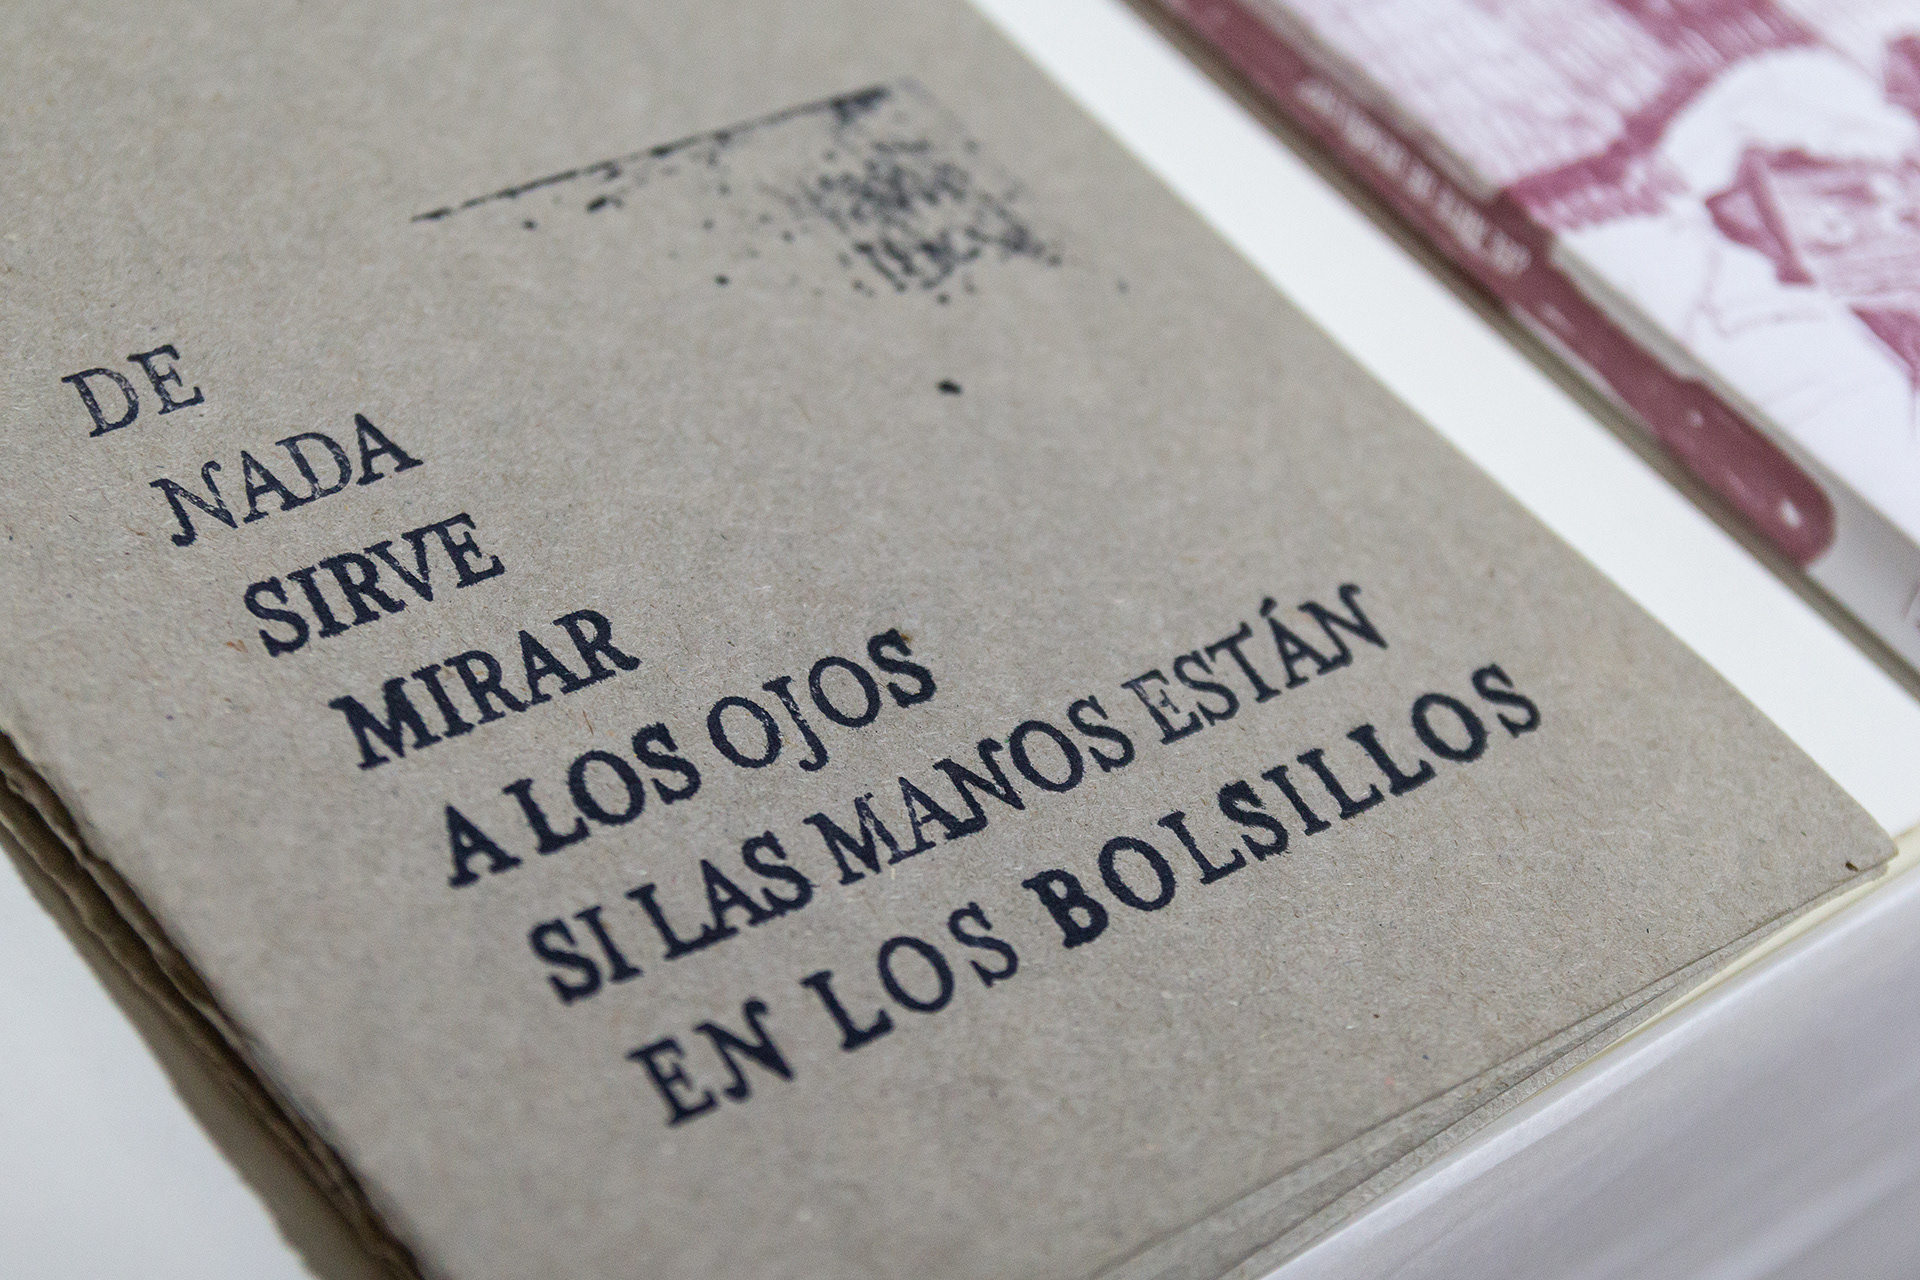 DE
NADA
SIRVE
MIRAR
A LOS OJOS
SI LAS MANOS ESTÁN
EN LOS BOLSILLOS